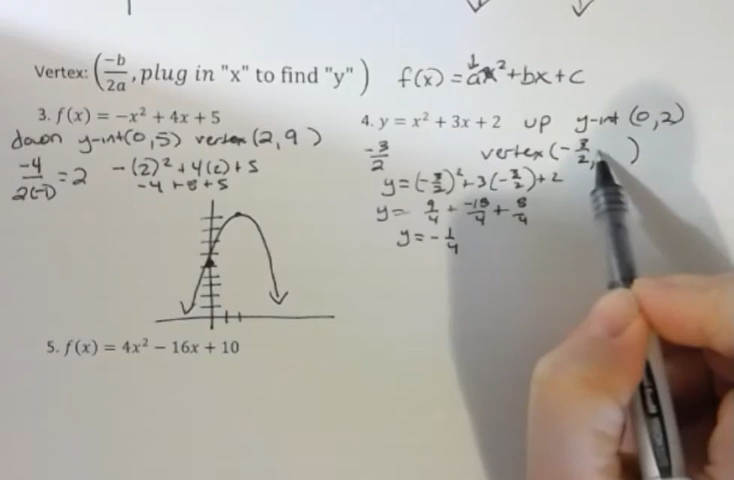 Vertex: (-b/2a, plug in "x" to find "y") f(x) = ax² + bx + c
3. f(x) = −x² + 4x + 5
down y-int(0,5) vertex(2,9)
-4/2(-1) = 2 -(2)² + 4(2) + 5
-4 + 8 + 5
4. y = x² + 3x + 2 up y-int (0,2)
-3/2 vertex(-3/2,  )
y = (-3/2)² + 3(-3/2) + 2
y = 9/4 + -18/4 + 8/4
y = -1/4
5. f(x) = 4x² − 16x + 10